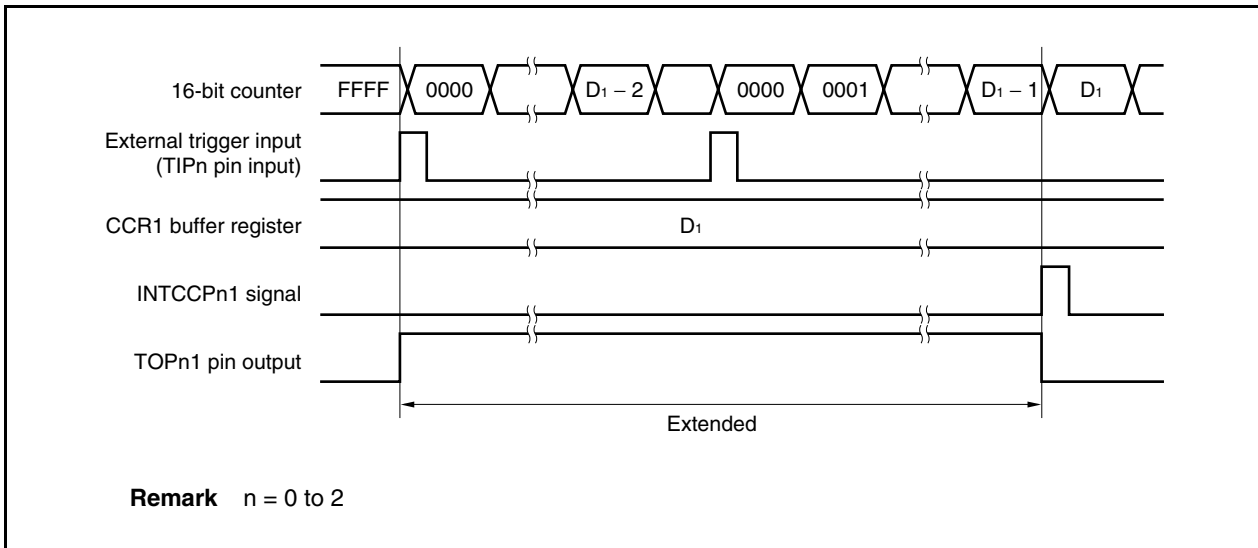 16-bit counter FFFF 0000 D₁ − 2 0000 0001 D₁ − 1 D₁
External trigger input
(TIPn pin input)
CCR1 buffer register D₁
INTCCPn1 signal
TOPn1 pin output
Extended
Remark n = 0 to 2